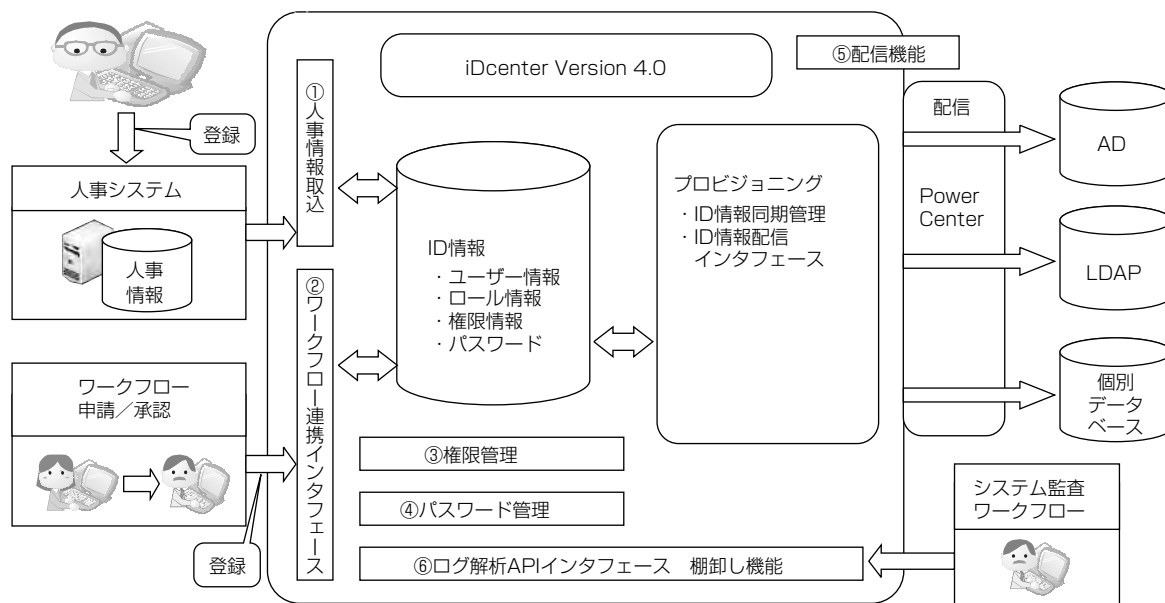 iDcenter Version 4.0
⑤配信機能
登録
人事システム
人事
情報
①人事情報取込
ID情報
・ユーザー情報
・ロール情報
・権限情報
・パスワード
プロビジョニング
・ID情報同期管理
・ID情報配信
インタフェース
配信
Power
Center
AD
LDAP
個別
データ
ベース
ワークフロー
申請／承認
登録
②ワークフロー連携インタフェース
③権限管理
④パスワード管理
⑥ログ解析APIインタフェース　棚卸し機能
システム監査
ワークフロー